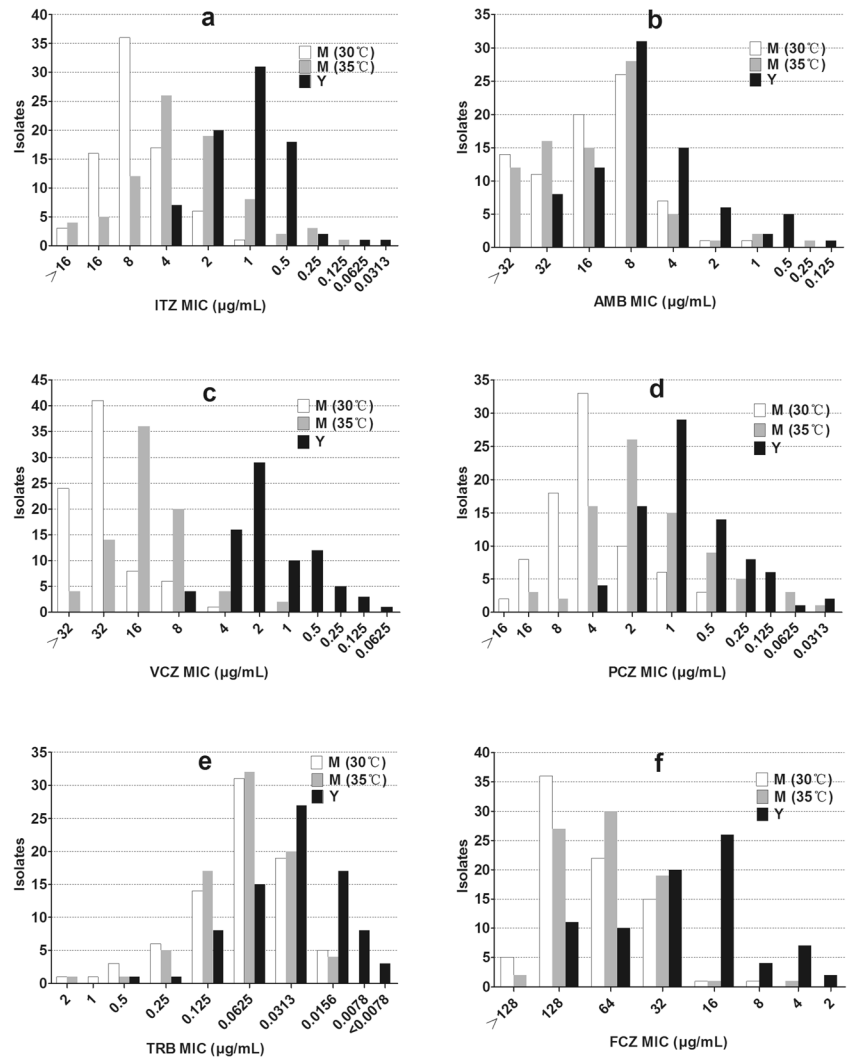 a
40
35
30
25
20
15
10
5
0
Isolates
M (30℃)
M (35℃)
Y
>16 16 8 4 2 1 0.5 0.25 0.125 0.0625 0.0313
ITZ MIC (µg/mL)
b
35
30
25
20
15
10
5
0
Isolates
M (30℃)
M (35℃)
Y
>32 32 16 8 4 2 1 0.5 0.25 0.125
AMB MIC (µg/mL)
c
45
40
35
30
25
20
15
10
5
0
Isolates
M (30℃)
M (35℃)
Y
>32 32 16 8 4 2 1 0.5 0.25 0.125 0.0625
VCZ MIC (µg/mL)
d
35
30
25
20
15
10
5
0
Isolates
M (30℃)
M (35℃)
Y
>16 16 8 4 2 1 0.5 0.25 0.125 0.0625 0.0313
PCZ MIC (µg/mL)
e
35
30
25
20
15
10
5
0
Isolates
M (30℃)
M (35℃)
Y
2 1 0.5 0.25 0.125 0.0625 0.0313 0.0156 0.0078 <0.0078
TRB MIC (µg/mL)
f
40
35
30
25
20
15
10
5
0
Isolates
M (30℃)
M (35℃)
Y
>128 128 64 32 16 8 4 2
FCZ MIC (µg/mL)